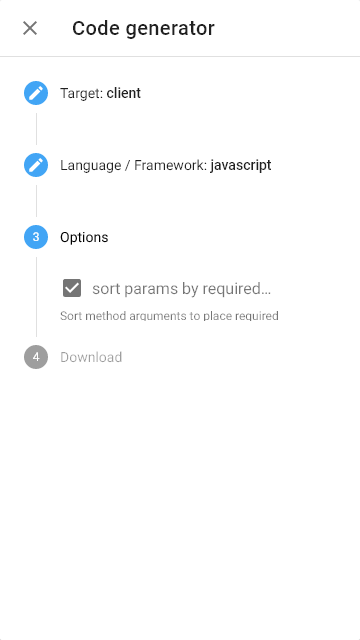 Code generator
Target: client
Language / Framework: javascript
3 Options
sort params by required...
Sort method arguments to place required
4 Download